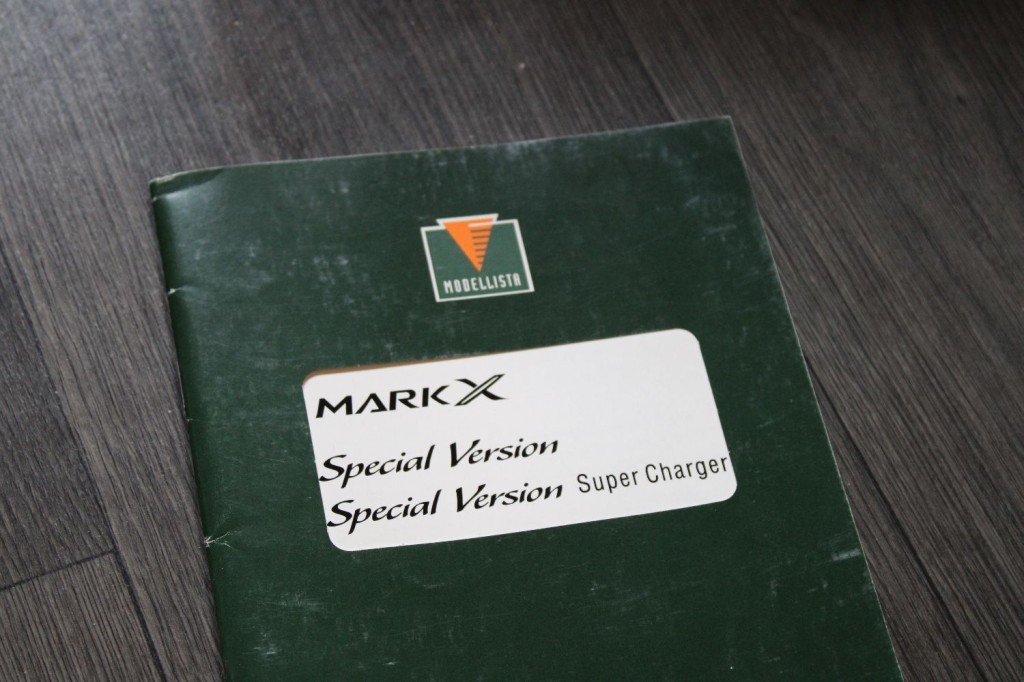 MODELLISTA
MARK X
Special Version
Special Version Super Charger